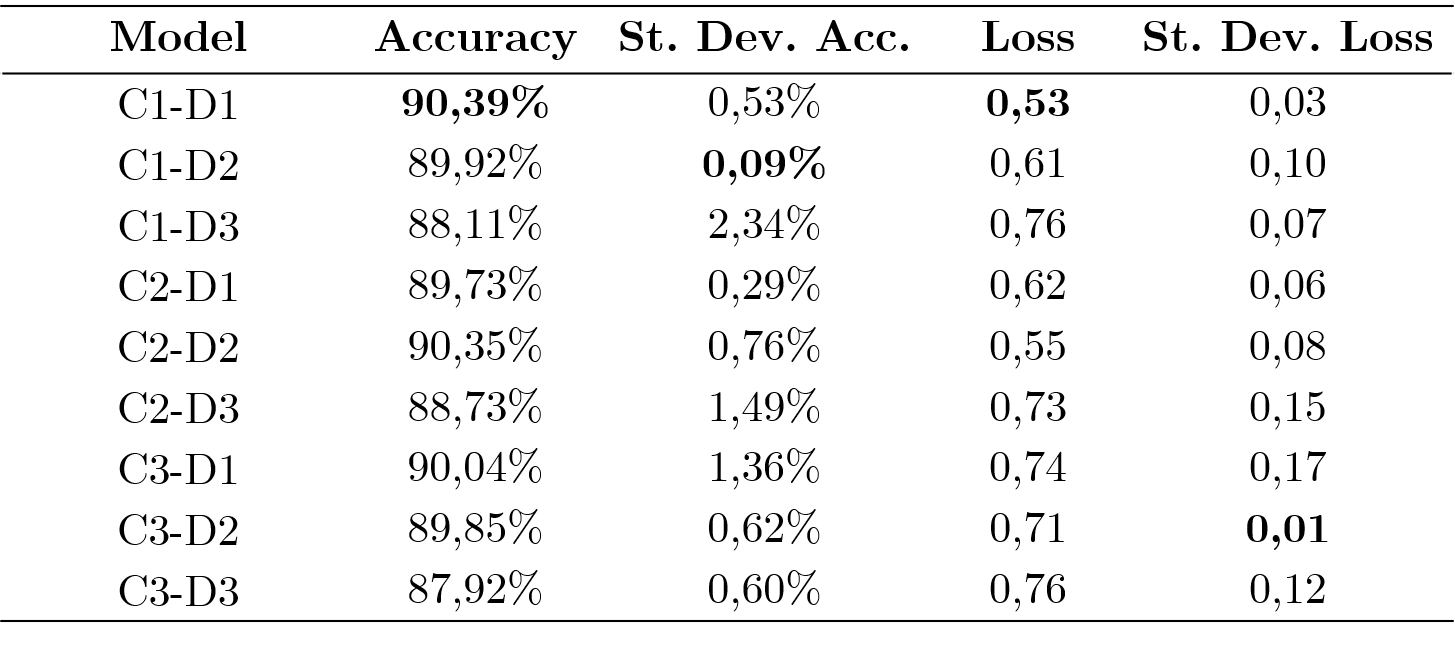 Model Accuracy St. Dev. Acc. Loss St. Dev. Loss
C1-D1 90,39% 0,53% 0,53 0,03
C1-D2 89,92% 0,09% 0,61 0,10
C1-D3 88,11% 2,34% 0,76 0,07
C2-D1 89,73% 0,29% 0,62 0,06
C2-D2 90,35% 0,76% 0,55 0,08
C2-D3 88,73% 1,49% 0,73 0,15
C3-D1 90,04% 1,36% 0,74 0,17
C3-D2 89,85% 0,62% 0,71 0,01
C3-D3 87,92% 0,60% 0,76 0,12